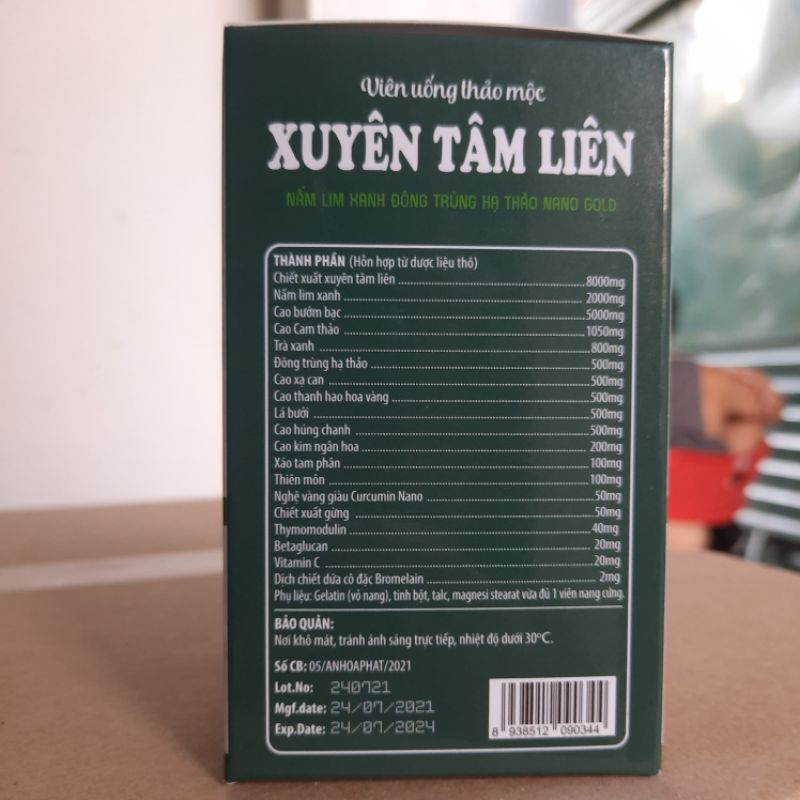 Viên uống thảo mộc
XUYÊN TÂM LIÊN
NẤM LIM XANH ĐÔNG TRÙNG HẠ THẢO NANO GOLD
THÀNH PHẦN (Hỗn hợp từ dược liệu thô)
Chiết xuất xuyên tâm liên 8000mg
Nấm lim xanh 2000mg
Cao bướm bạc 5000mg
Cao Cam thảo 1050mg
Trà xanh 800mg
Đông trùng hạ thảo 500mg
Cao xạ can 500mg
Cao thanh hao hoa vàng 500mg
Lá bưởi 500mg
Cao húng chanh 500mg
Cao kim ngân hoa 200mg
Xáo tam phân 100mg
Thiên môn 100mg
Nghệ vàng giàu Curcumin Nano 50mg
Chiết xuất gừng 50mg
Thymomodulin 40mg
Betaglucan 20mg
Vitamin C 20mg
Dịch chiết dứa cô đặc Bromelain 2mg
Phụ liệu: Gelatin (vỏ nang), tinh bột, talc, magnesi stearat vừa đủ 1 viên nang cứng.
BẢO QUẢN:
Nơi khô mát, tránh ánh sáng trực tiếp, nhiệt độ dưới 30ºC.
Số CB: 05/ANHOAPHAT/2021
Lot.No: 240721
Mgf.date: 24/07/2021
Exp.Date: 24/07/2024
8 938512 090344